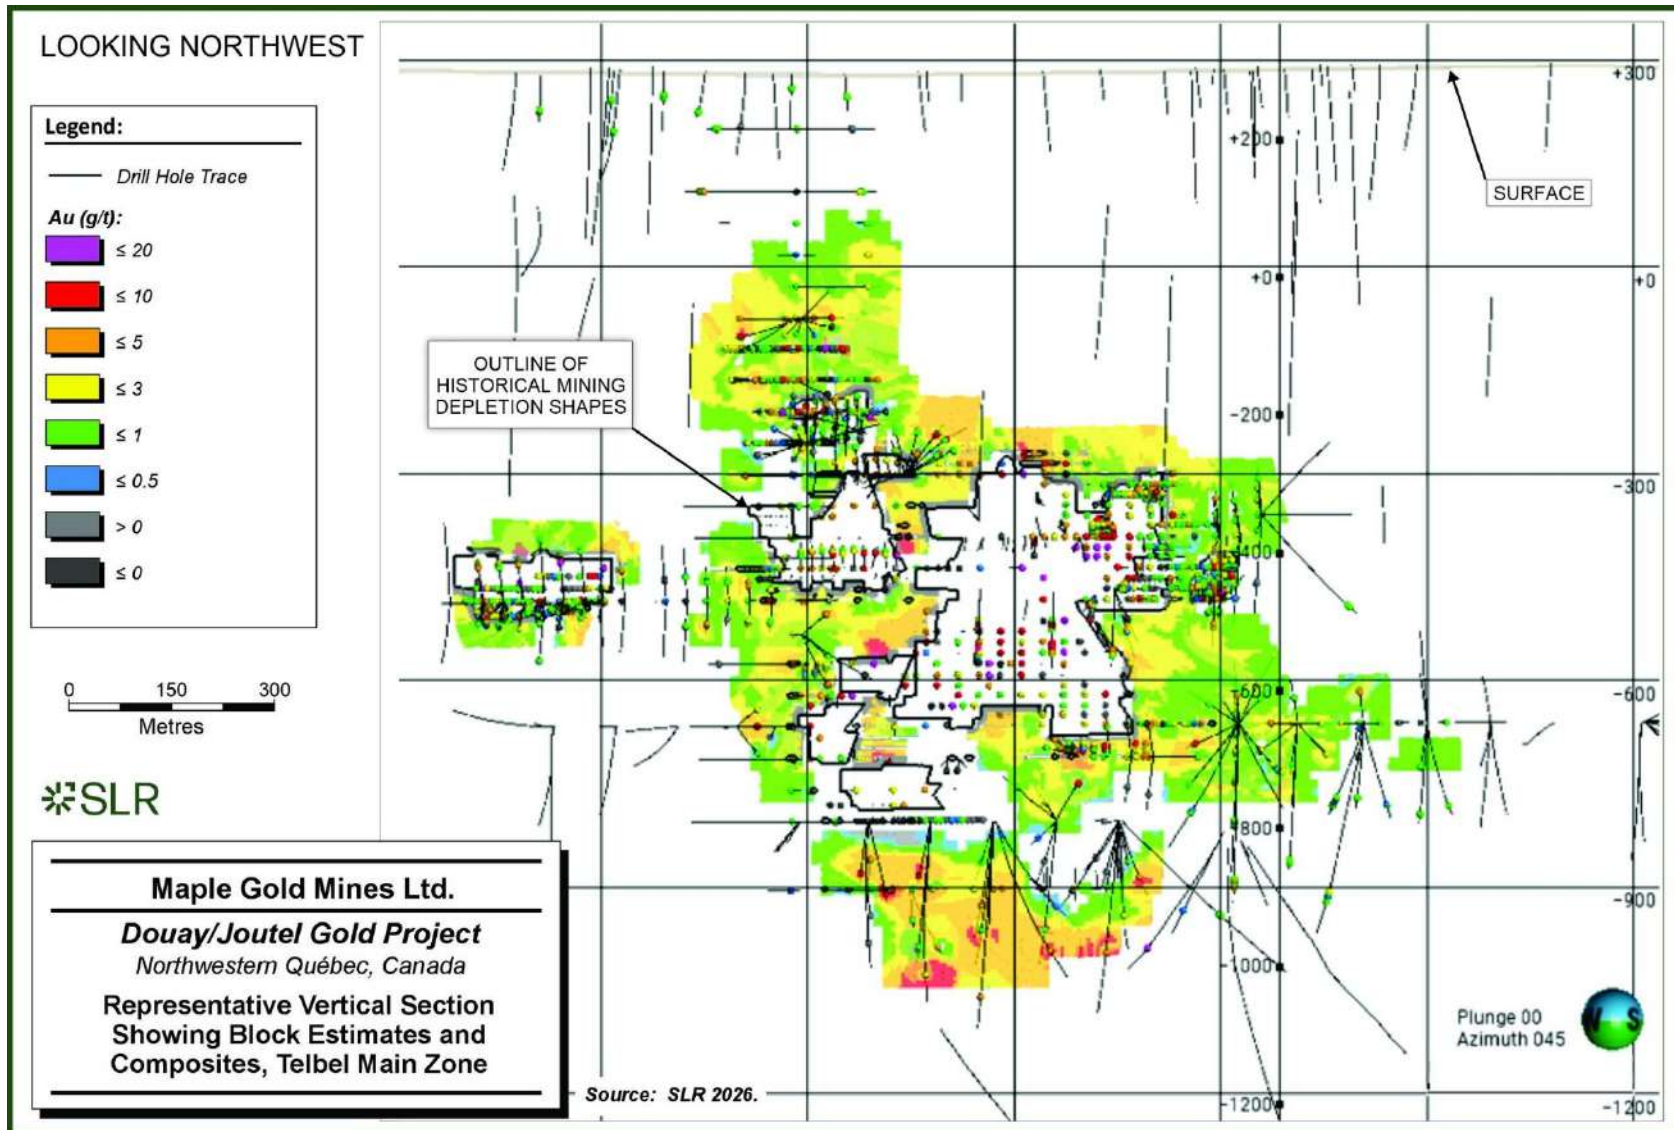 LOOKING NORTHWEST
Legend:
Drill Hole Trace
Au (g/t):
≤ 20
≤ 10
≤ 5
≤ 3
≤ 1
≤ 0.5
> 0
≤ 0
0 150 300
Metres
SLR
Maple Gold Mines Ltd.
Douay/Joutel Gold Project
Northwestern Québec, Canada
Representative Vertical Section
Showing Block Estimates and
Composites, Telbel Main Zone
Source: SLR 2026.
OUTLINE OF
HISTORICAL MINING
DEPLETION SHAPES
SURFACE
+200
+0
-200
-400
-600
-800
-1000
-1200
+300
+0
-300
-600
-900
-1200
Plunge 00
Azimuth 045
W S